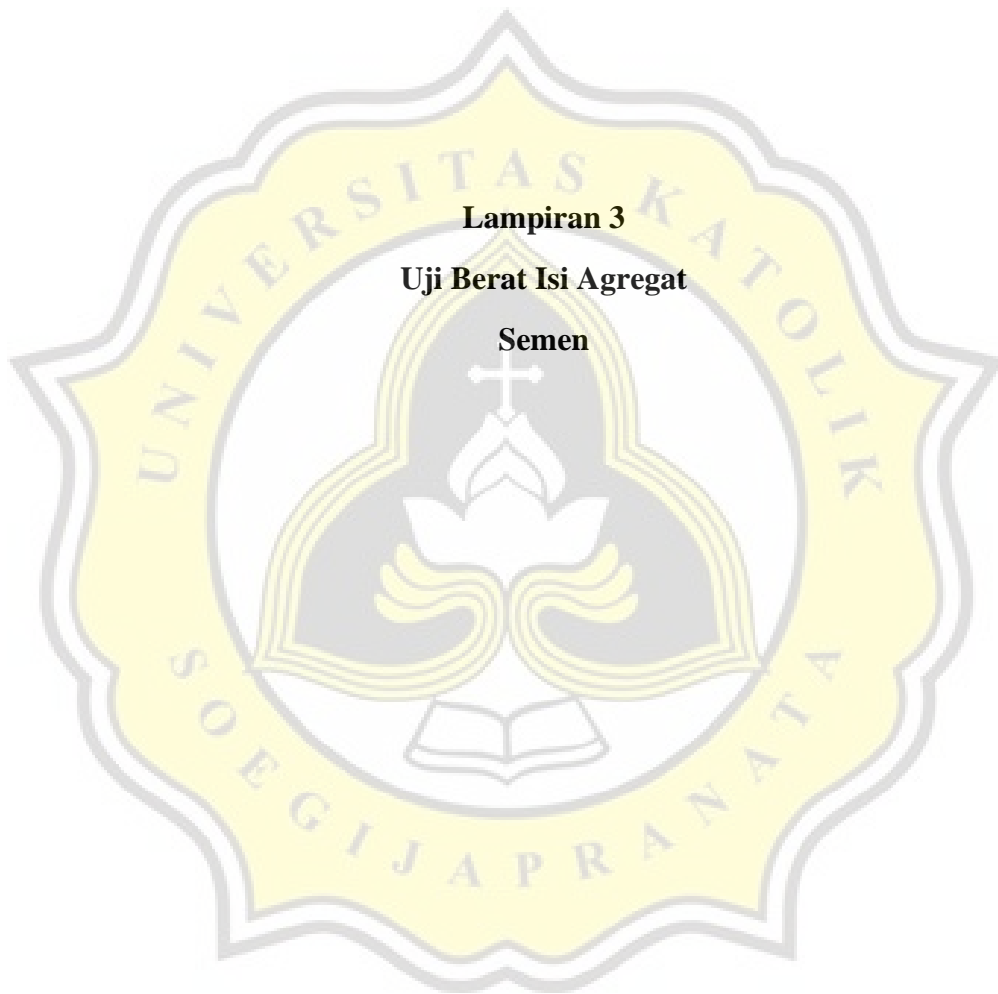 Lampiran 3
Uji Berat Isi Agregat
Semen
UNIVERSITAS KATOLIK
SOEGIJAPRANATA